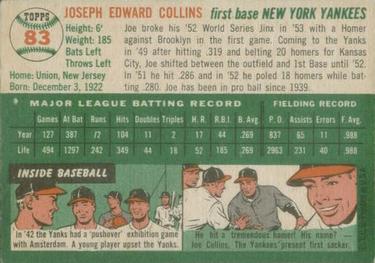 TOPPS
83
JOSEPH EDWARD COLLINS first base NEW YORK YANKEES
Height: 6'
Weight: 185
Bats Left
Throws Left
Home: Union, New Jersey
Born: December 3, 1922
Joe broke his '52 World Series Jinx in '53 with a Homer
against Brooklyn in the first game. Coming to the Yanks
in '49 after hitting .319 and belting 20 homers for Kansas
City, Joe shifted between the outfield and 1st Base until '52.
In '51 he hit .286 and in '52 he poled 18 homers while bat-
ting .280. Joe has been in pro ball since 1939.
MAJOR LEAGUE BATTING RECORD FIELDING RECORD
Games At Bat Runs Hits Doubles Triples H. R. R.B.I. B. Avg. P.O. Assists Errors F. Avg.
YEAR 127 387 72 104 11 2 17 44 .269 837 65 11 .988
LIFE 494 1297 242 349 44 18 52 185 .269 2963 231 40 .988
INSIDE BASEBALL
In '42 the Yanks had a "pushover" exhibition game
with Amsterdam. A young player upset the Yanks.
He hit a tremendous homer! His name? —
Joe Collins, The Yankees' present first sacker.